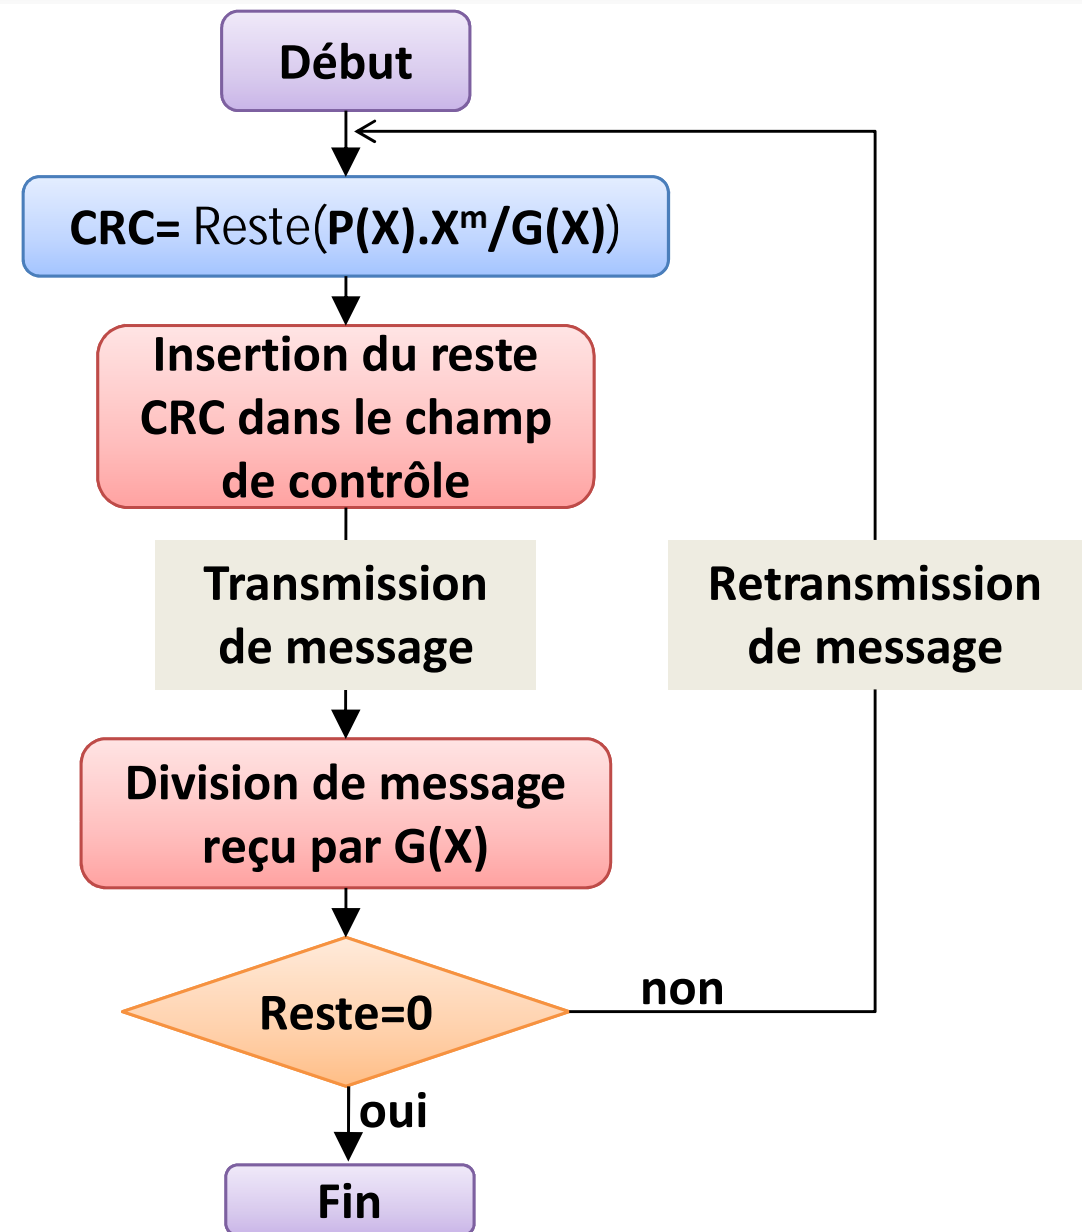 Début
CRC= Reste(P(X).Xᵐ/G(X))
Insertion du reste
CRC dans le champ
de contrôle
Transmission
de message
Retransmission
de message
Division de message
reçu par G(X)
Reste=0
non
oui
Fin